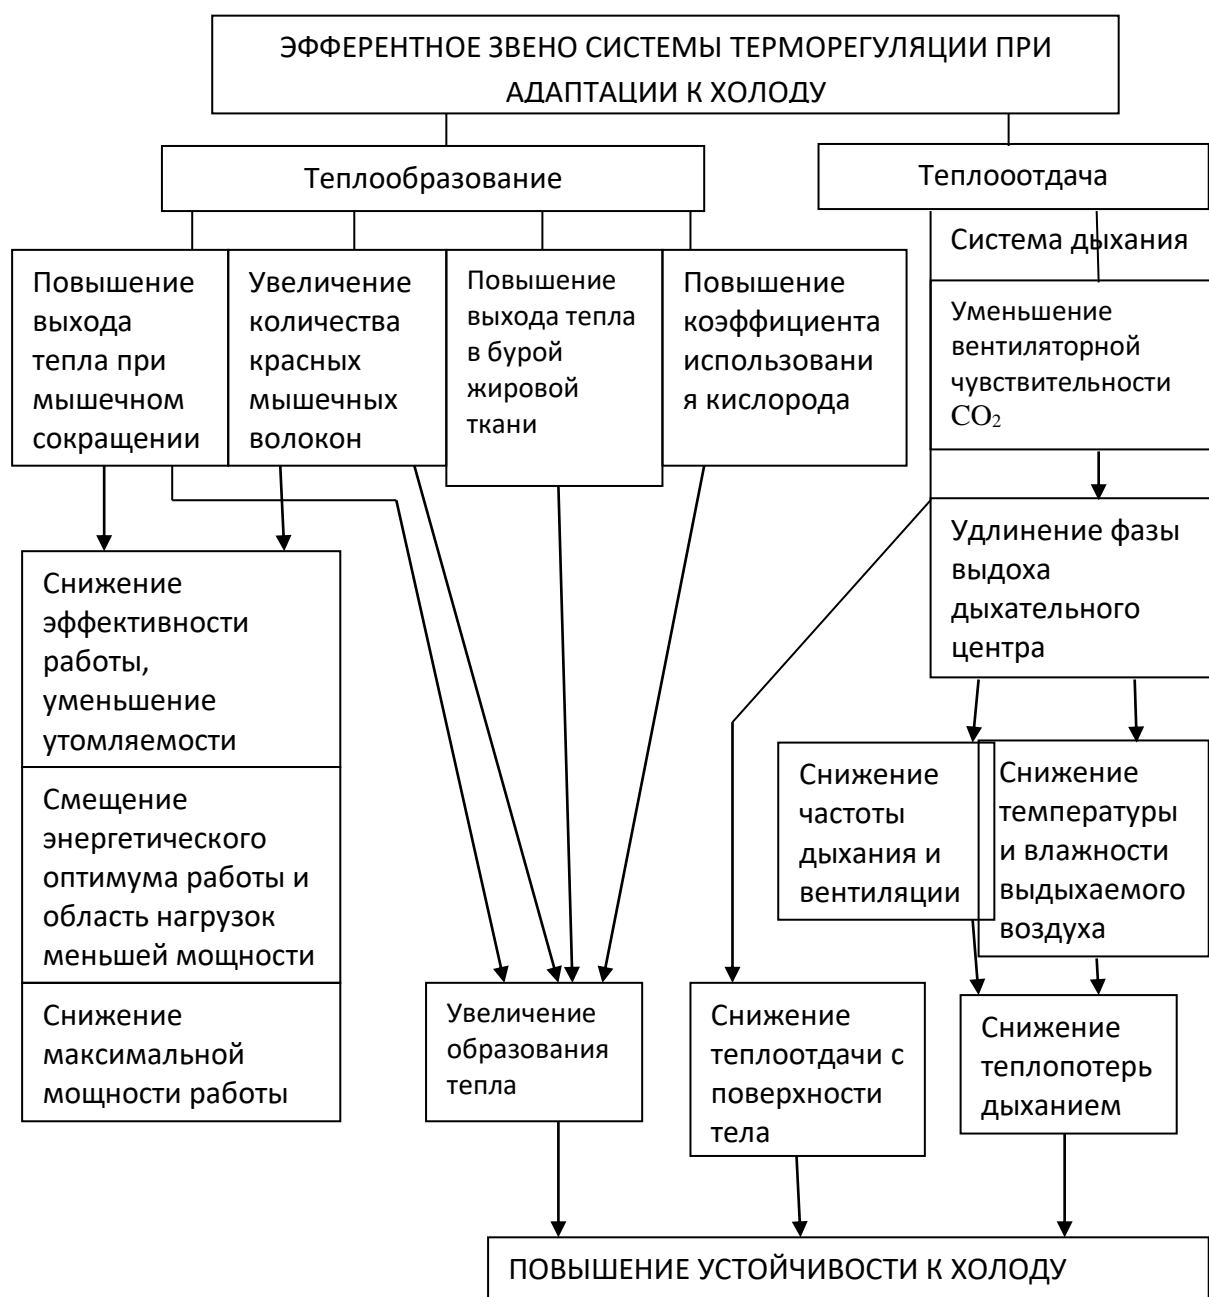 ЭФФЕРЕНТНОЕ ЗВЕНО СИСТЕМЫ ТЕРМОРЕГУЛЯЦИИ ПРИ
АДАПТАЦИИ К ХОЛОДУ
Теплообразование
Теплооотдача
Система дыхания
Повышение
выхода
тепла при
мышечном
сокращении
Увеличение
количества
красных
мышечных
волокон
Повышение
выхода тепла
в бурой
жировой
ткани
Повышение
коэффициента
использовани
я кислорода
Уменьшение
вентиляторной
чувствительности
CO₂
Удлинение фазы
выдоха
дыхательного
центра
Снижение
эффективности
работы,
уменьшение
утомляемости
Смещение
энергетического
оптимума работы и
область нагрузок
меньшей мощности
Снижение
максимальной
мощности работы
Снижение
частоты
дыхания и
вентиляции
Снижение
температуры
и влажности
выдыхаемого
воздуха
Увеличение
образования
тепла
Снижение
теплоотдачи с
поверхности
тела
Снижение
теплопотерь
дыханием
ПОВЫШЕНИЕ УСТОЙЧИВОСТИ К ХОЛОДУ